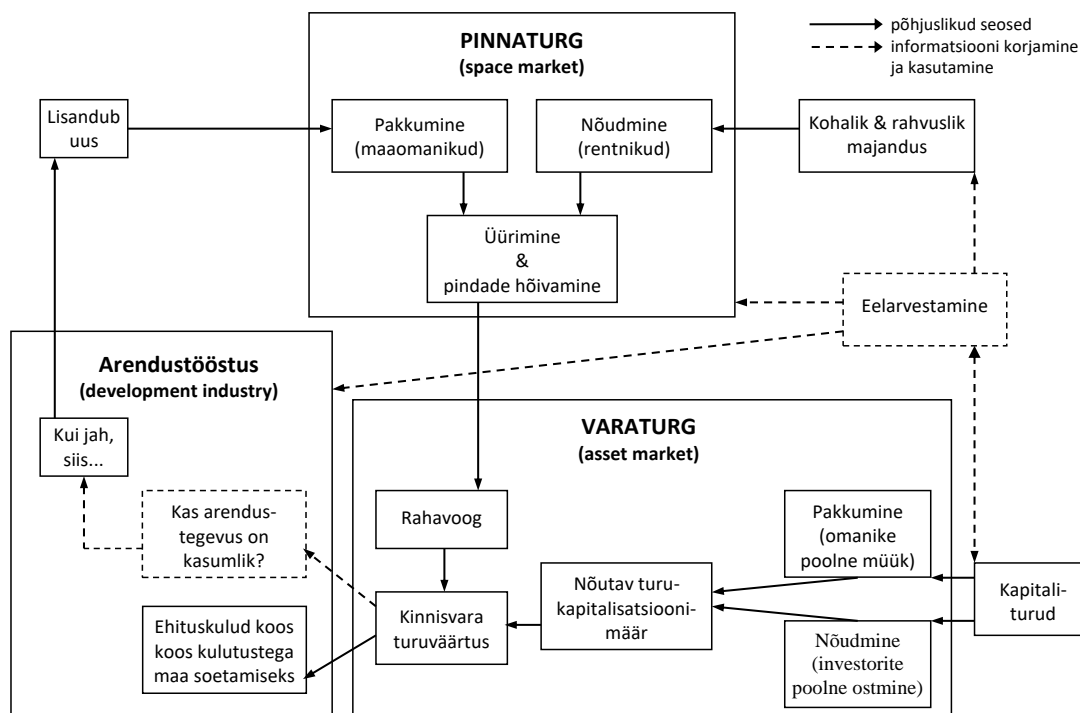 PINNATURG
(space market)
põhjuslikud seosed
informatsiooni korjamine
ja kasutamine
Lisandub
uus
Pakkumine
(maaomanikud)
Nõudmine
(rentnikud)
Kohalik & rahvuslik
majandus
Üürimine
&
pindade hõivamine
Eelarvestamine
Arendustööstus
(development industry)
Kui jah,
siis...
Kas arendus-
tegevus on
kasumlik?
Ehituskulud koos
koos kulutustega
maa soetamiseks
VARATURG
(asset market)
Rahavoog
Kinnisvara
turuväärtus
Nõutav turu-
kapitalisatsiooni-
määr
Pakkumine
(omanike
poolne müük)
Nõudmine
(investorite
poolne ostmine)
Kapitali-
turud